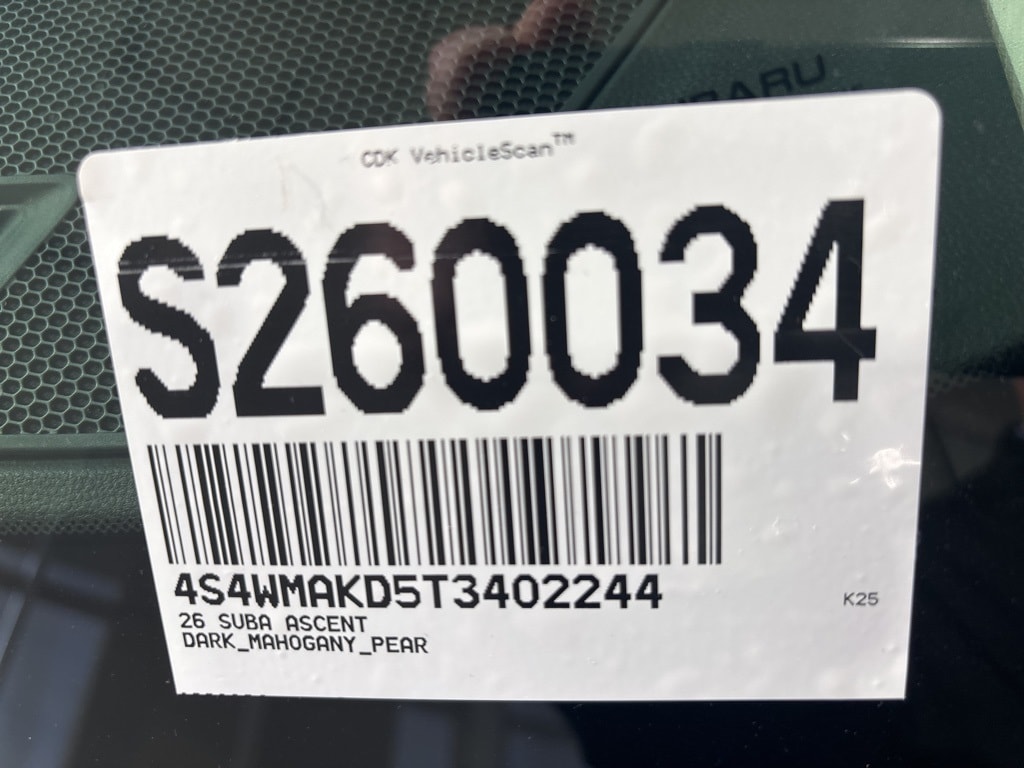 CDK VehicleScan™
S260034
4S4WMAKD5T3402244
K25
26 SUBA ASCENT
DARK_MAHOGANY_PEAR